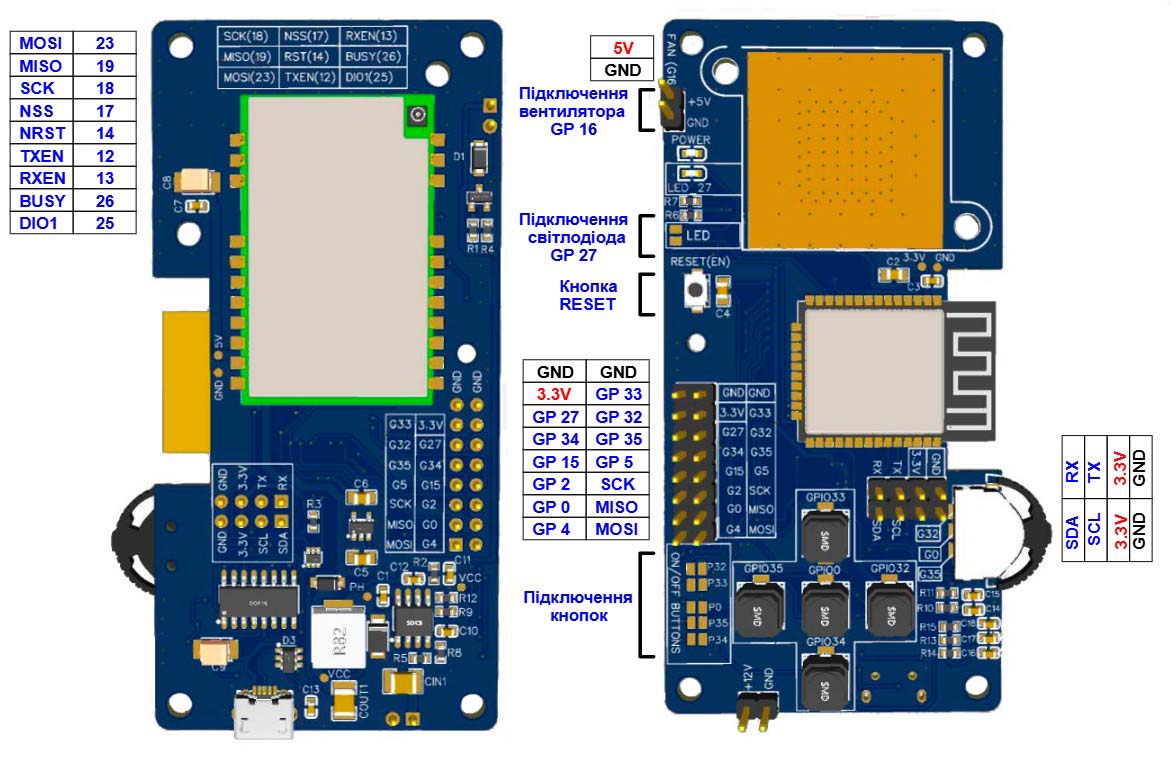 MOSI 23
MISO 19
SCK 18
NSS 17
NRST 14
TXEN 12
RXEN 13
BUSY 26
DIO1 25
SCK(18) NSS(17) RXEN(13)
MISO(19) RST(14) BUSY(26)
MOSI(23) TXEN(12) DIO1(25)
D1
C8
C7
R1 R4
5V
GND
GND GND
G33 3.3V
G32 G27
G35 G34
G5 G15
SCK G2
MISO G0
MOSI G4
GND 3.3V TX RX
GND 3.3V SCL SDA
R3
C6
C5
PH
C1
C12
R2
C11
VCC
R12
R9
C10
R8
R5
SOP16
SOIC8
R82
D3
C9
VCC
C13
COUT1
CIN1
5V
GND
Підключення
вентилятора
GP 16
Підключення
світлодіода
GP 27
Кнопка
RESET
GND GND
3.3V GP 33
GP 27 GP 32
GP 34 GP 35
GP 15 GP 5
GP 2 SCK
GP 0 MISO
GP 4 MOSI
Підключення
кнопок
FAN (G16
+5V
GND
POWER
LED 27
R7
R6
LED
RESET(EN)
C4
C2
3.3V GND
C3
GND GND
3.3V G33
G27 G32
G34 G35
G15 G5
G2 SCK
G0 MISO
G4 MOSI
RX TX 3.3V GND
SDA SCL
G32
G0
G35
ON/OFF BUTTONS
P32
P33
P0
P35
P34
GPIO33
SMD
GPIO35 GPIO0 GPIO32
SMD SMD SMD
GPIO34
SMD
R11 C15
R10 C14
R15 C18
R13 C17
R14 C16
+12V GND
RX TX 3.3V GND
SDA SCL 3.3V GND